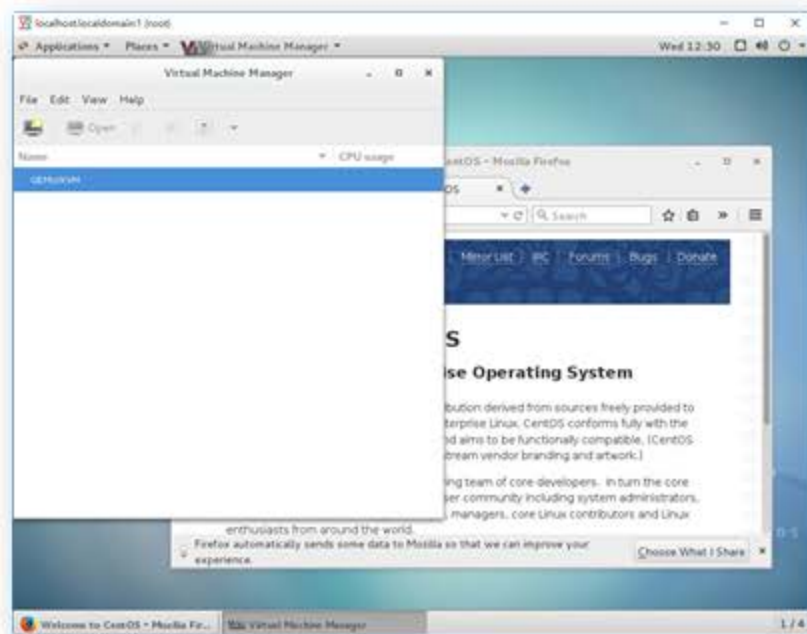 localhost.localdomain:1 (root)
Applications Places Virtual Machine Manager Wed 12:30
Virtual Machine Manager
File Edit View Help
Open
Name CPU usage
QEMU/KVM
CentOS - Mozilla Firefox
OS
Search
Mirror List | IRC | Forums | Bugs | Donate
S
ise Operating System
bution derived from sources freely provided to
terprise Linux. CentOS conforms fully with the
nd aims to be functionally compatible. (CentOS
tream vendor branding and artwork.)
ing team of core developers. In turn the core
ser community including system administrators,
managers, core Linux contributors and Linux
enthusiasts from around the world.
Firefox automatically sends some data to Mozilla so that we can improve your
experience.
Choose What I Share
Welcome to CentOS - Mozilla Fir...
Virtual Machine Manager
1 / 4